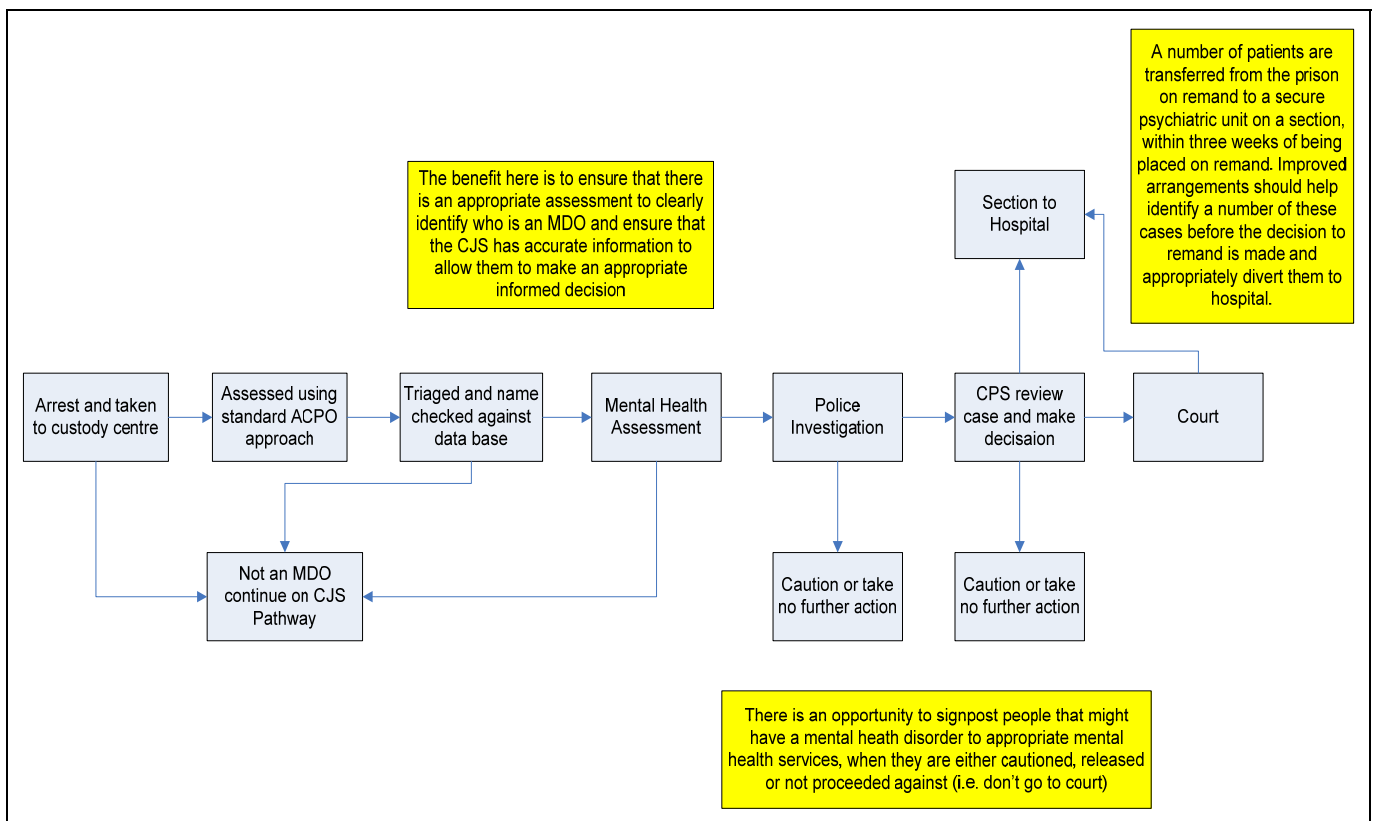 A number of patients are
transferred from the prison
on remand to a secure
psychiatric unit on a section,
within three weeks of being
placed on remand. Improved
arrangements should help
identify a number of these
cases before the decision to
remand is made and
appropriately divert them to
hospital.
The benefit here is to ensure that there
is an appropriate assessment to clearly
identify who is an MDO and ensure that
the CJS has accurate information to
allow them to make an appropriate
informed decision
Section to
Hospital
Arrest and taken
to custody centre
Assessed using
standard ACPO
approach
Triaged and name
checked against
data base
Mental Health
Assessment
Police
Investigation
CPS review
case and make
decisaion
Court
Not an MDO
continue on CJS
Pathway
Caution or take
no further action
Caution or take
no further action
There is an opportunity to signpost people that might
have a mental heath disorder to appropriate mental
health services, when they are either cautioned, released
or not proceeded against (i.e. don’t go to court)